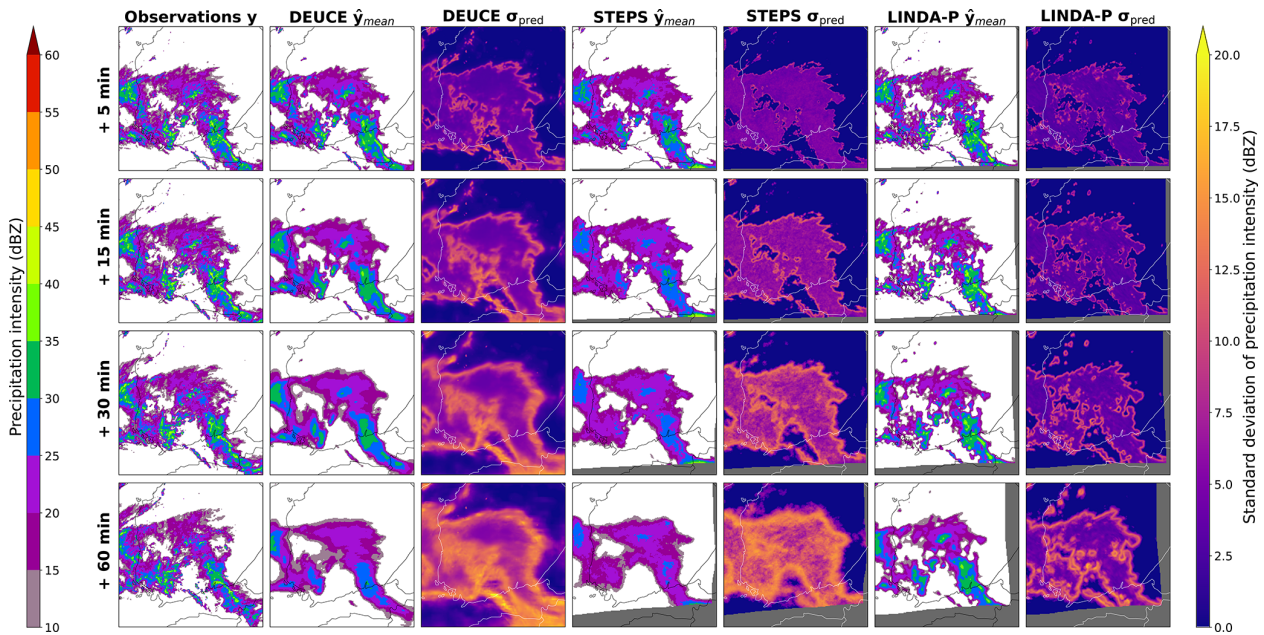 Observations y
DEUCE ŷmean
DEUCE σpred
STEPS ŷmean
STEPS σpred
LINDA-P ŷmean
LINDA-P σpred
+ 5 min
+ 15 min
+ 30 min
+ 60 min
Precipitation intensity (dBZ)
60
55
50
45
40
35
30
25
20
15
10
Standard deviation of precipitation intensity (dBZ)
20.0
17.5
15.0
12.5
10.0
7.5
5.0
2.5
0.0